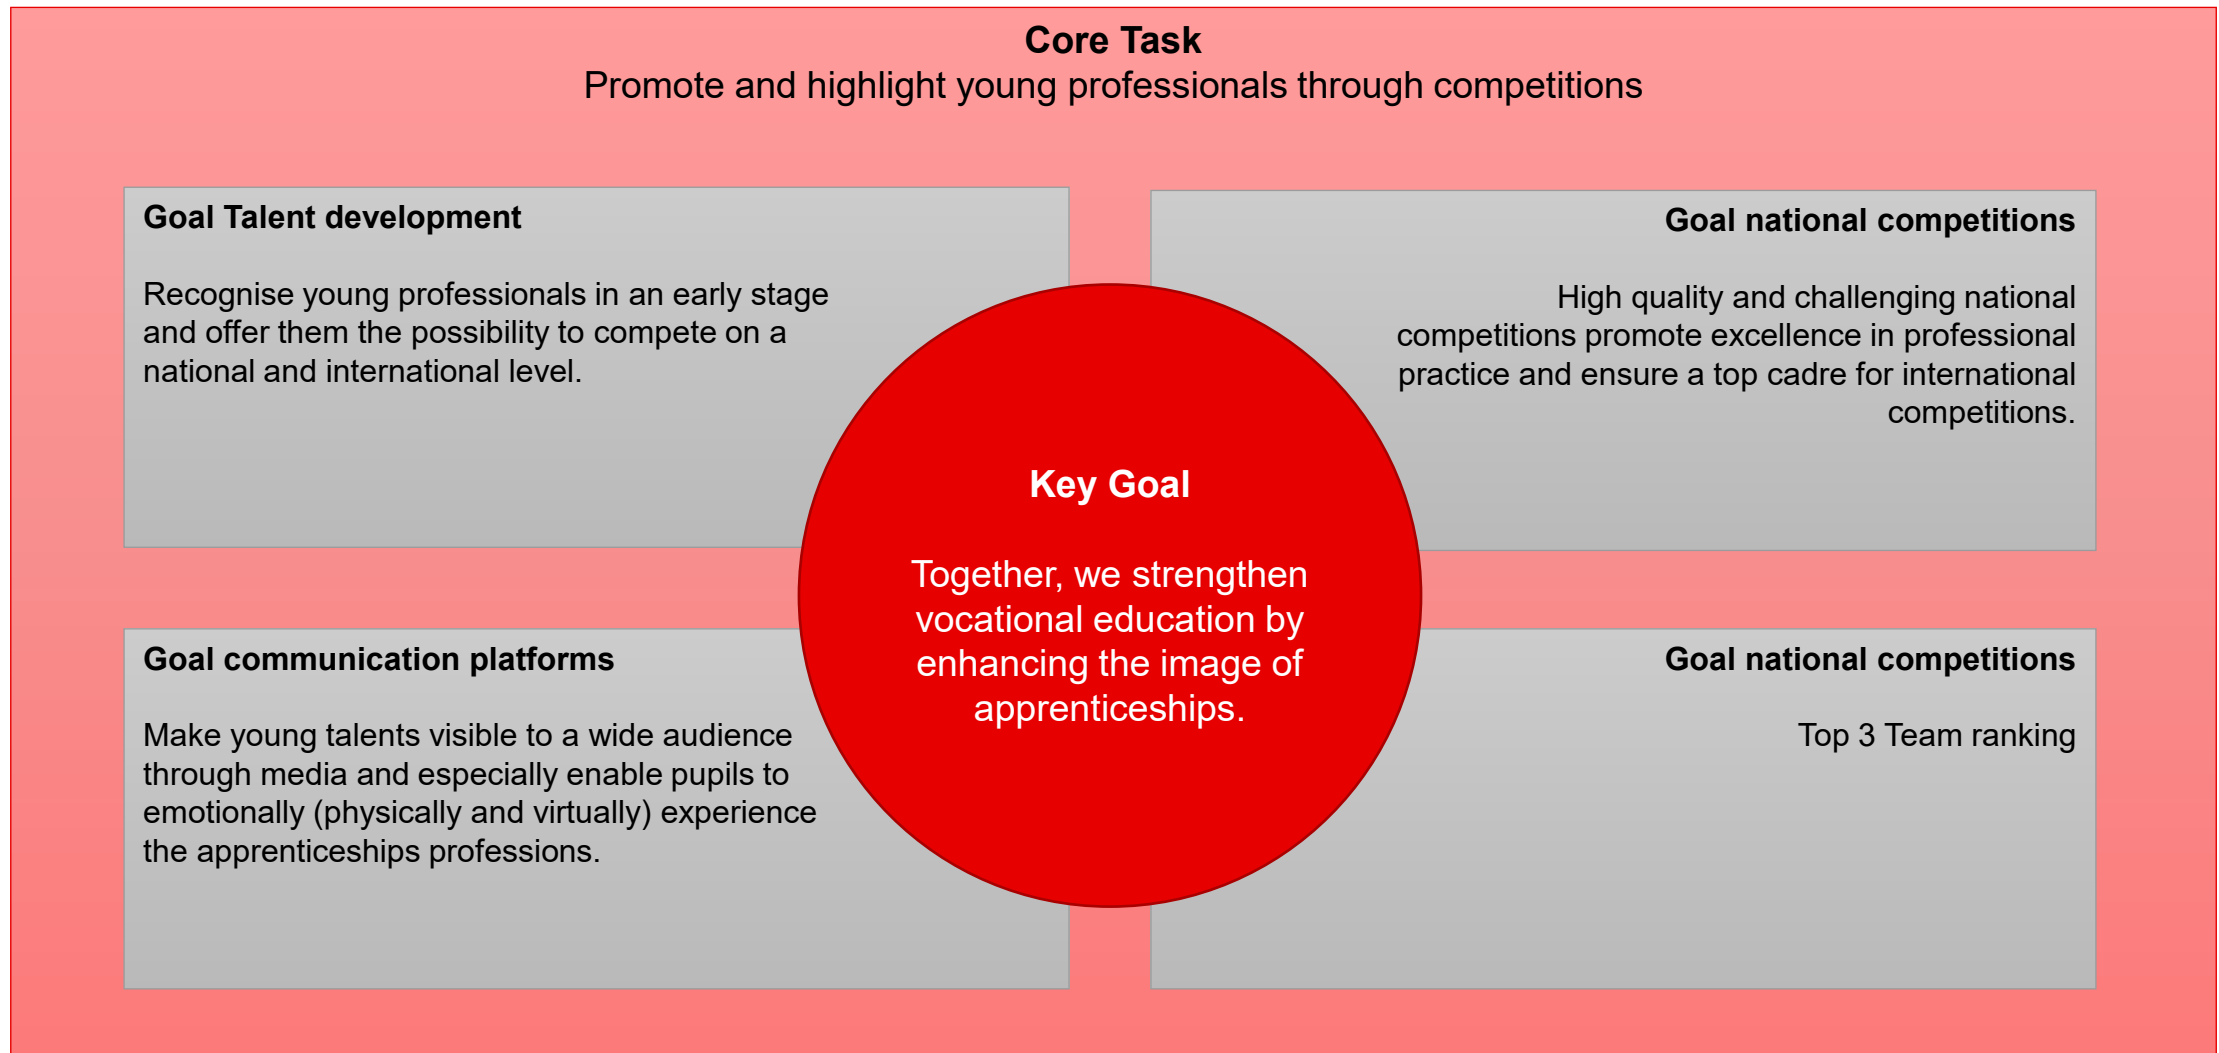 Core Task
Promote and highlight young professionals through competitions
Goal Talent development
Recognise young professionals in an early stage
and offer them the possibility to compete on a
national and international level.
Goal national competitions
High quality and challenging national
competitions promote excellence in professional
practice and ensure a top cadre for international
competitions.
Key Goal
Together, we strengthen
vocational education by
enhancing the image of
apprenticeships.
Goal communication platforms
Make young talents visible to a wide audience
through media and especially enable pupils to
emotionally (physically and virtually) experience
the apprenticeships professions.
Goal national competitions
Top 3 Team ranking